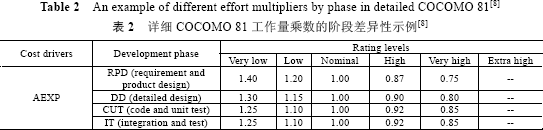 Table 2 An example of different effort multipliers by phase in detailed COCOMO 81[8]
表 2 详细 COCOMO 81 工作量乘数的阶段差异性示例[8]
Cost drivers Development phase Rating levels
Very low Low Nominal High Very high Extra high
AEXP
RPD (requirement and product design) 1.40 1.20 1.00 0.87 0.75 --
DD (detailed design) 1.30 1.15 1.00 0.90 0.80 --
CUT (code and unit test) 1.25 1.10 1.00 0.92 0.85 --
IT (integration and test) 1.25 1.10 1.00 0.92 0.85 --